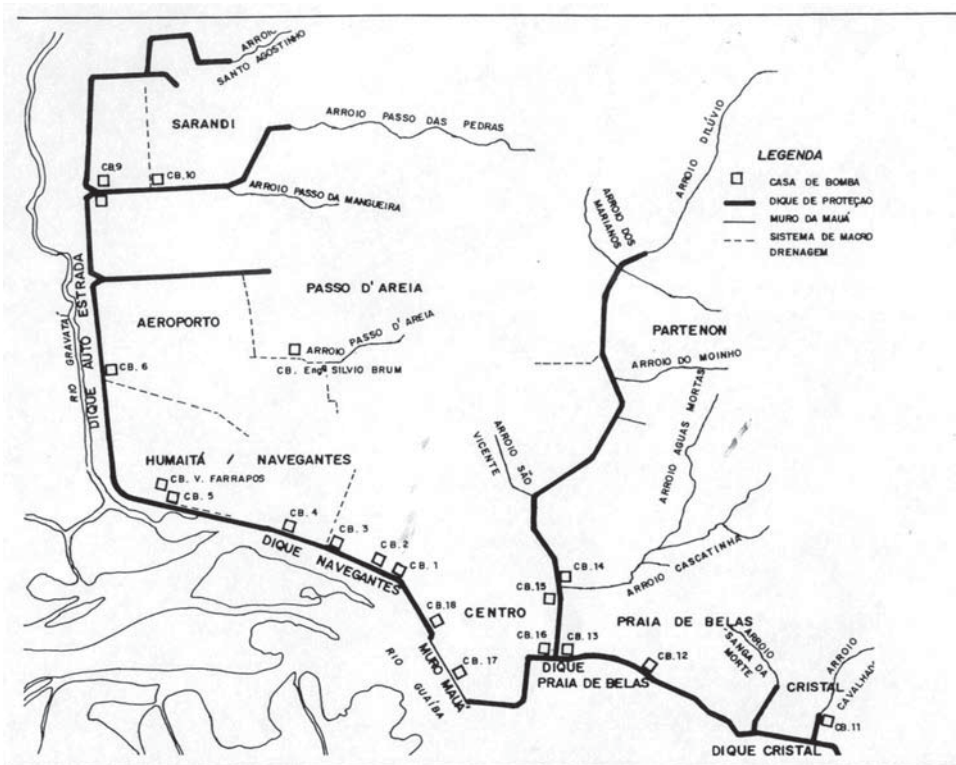 ARROIO
SANTO AGOSTINHO
SARANDI
ARROIO PASSO DAS PEDRAS
CB.9
CB.10
ARROIO PASSO DA MANGUEIRA
ARROIO DILÚVIO
LEGENDA
CASA DE BOMBA
DIQUE DE PROTEÇAO
MURO DA MAUÁ
SISTEMA DE MACRO
DRENAGEM
ARROIO DOS
MARIANOS
RIO GRAVATAÍ
DIQUE AUTO ESTRADA
AEROPORTO
PASSO D'AREIA
ARROIO PASSO D'AREIA
CB. Engº SILVIO BRUM
CB. 6
PARTENON
ARROIO DO MOINHO
ARROIO AGUAS MORTAS
ARROIO SÃO
VICENTE
HUMAITÁ / NAVEGANTES
CB. V. FARRAPOS
CB. 5
CB. 4
CB. 3
CB. 2
CB. 1
DIQUE NAVEGANTES
CB.18
CENTRO
CB.14
CB.15
ARROIO CASCATINHA
CB.16
CB.13
PRAIA DE BELAS
CB.12
CB.17
MURO MAUÁ
RIO
GUAÍBA
DIQUE
PRAIA DE BELAS
ARROIO
SANGA DA
MORTE
CRISTAL
ARROIO
CAVALHAD
CB.11
DIQUE CRISTAL